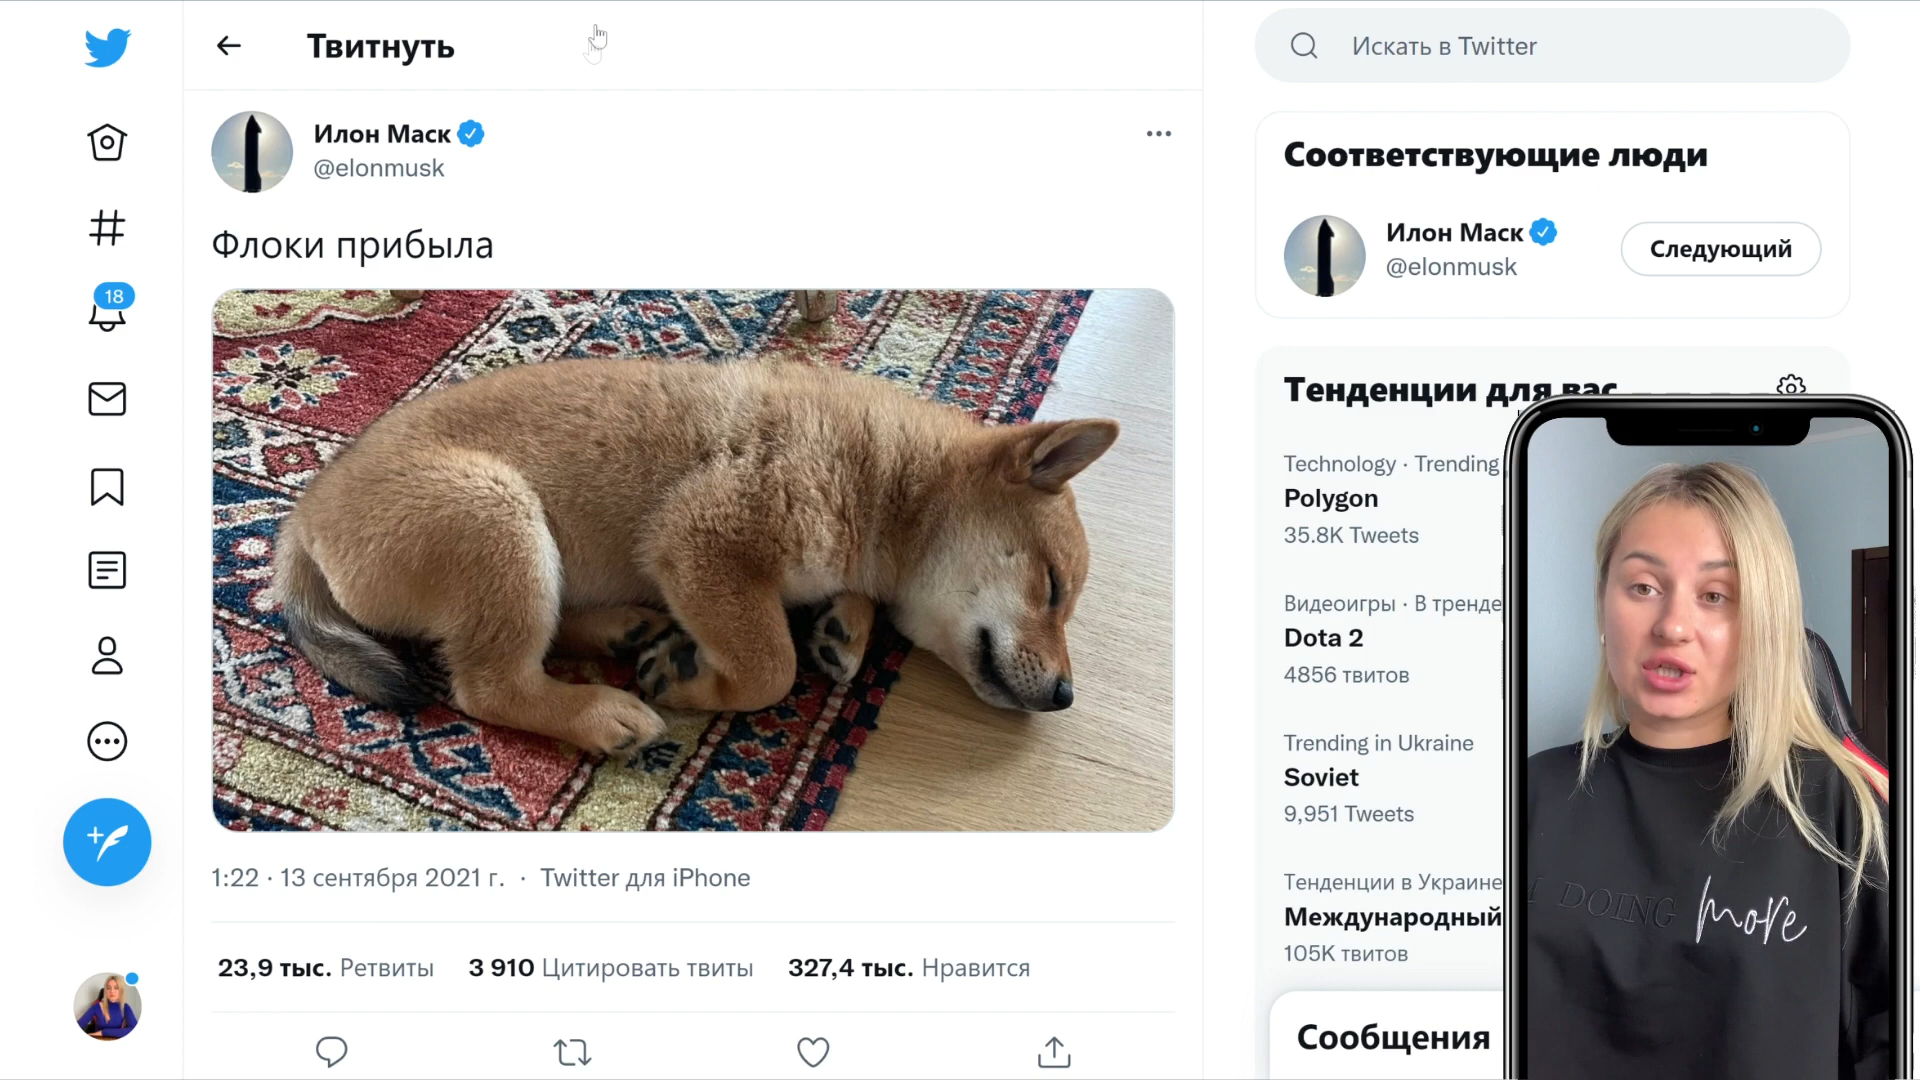 Твитнуть
Илон Маск
@elonmusk
Флоки прибыла
1:22 · 13 сентября 2021 г. · Twitter для iPhone
23,9 тыс. Ретвиты 3 910 Цитировать твиты 327,4 тыс. Нравится
18
Искать в Twitter
Соответствующие люди
Илон Маск
@elonmusk
Следующий
Тенденции для вас
Technology · Trending
Polygon
35.8K Tweets
Видеоигры · В тренде
Dota 2
4856 твитов
Trending in Ukraine
Soviet
9,951 Tweets
Тенденции в Украине
Международный
105K твитов
Сообщения
DOING more